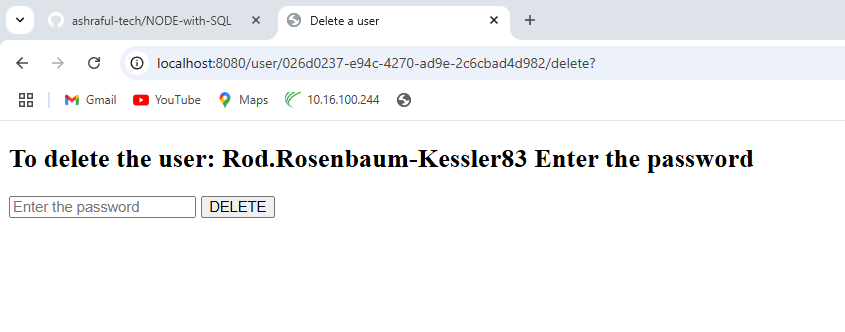 ashraful-tech/NODE-with-SQL
Delete a user
localhost:8080/user/026d0237-e94c-4270-ad9e-2c6cbad4d982/delete?
Gmail YouTube Maps 10.16.100.244
To delete the user: Rod.Rosenbaum-Kessler83 Enter the password
Enter the password DELETE